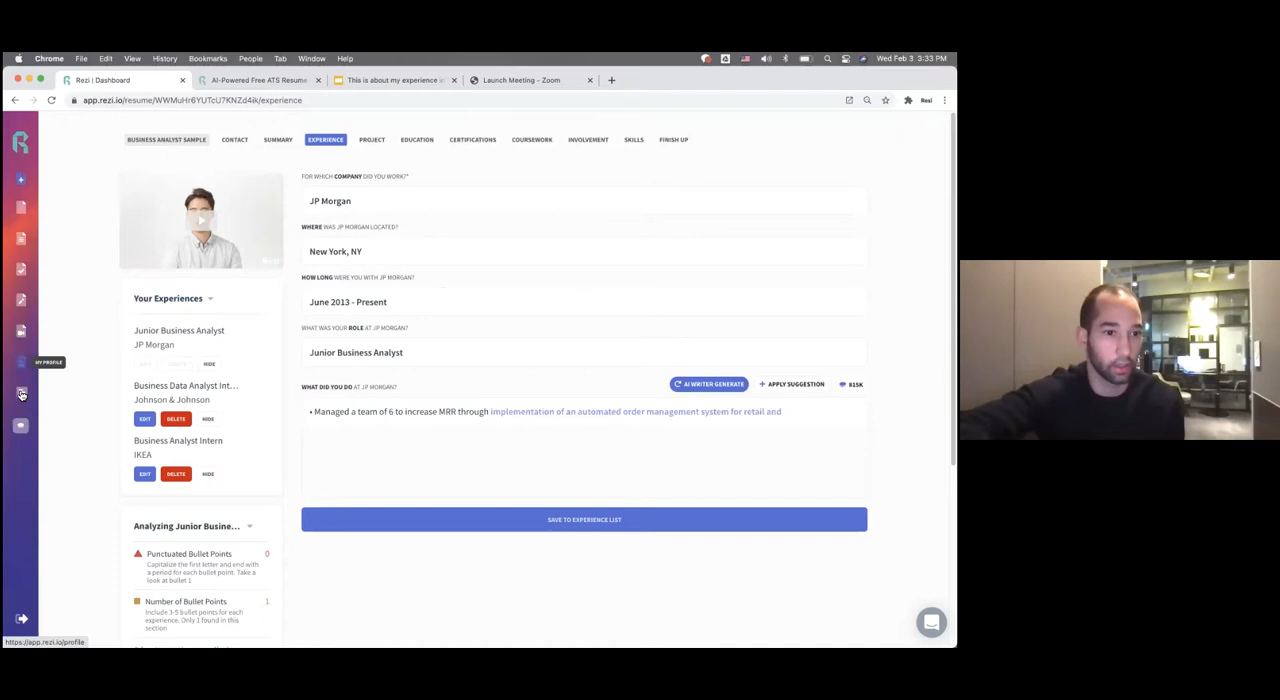 Chrome File Edit View History Bookmarks People Tab Window Help
Wed Feb 3 3:33 PM
Rezi | Dashboard
AI-Powered Free ATS Resume
This is about my experience in
Launch Meeting - Zoom
app.rezi.io/resume/WWMuHr6YUTcU7KNZd4ik/experience
Rezi
BUSINESS ANALYST SAMPLE CONTACT SUMMARY EXPERIENCE PROJECT EDUCATION CERTIFICATIONS COURSEWORK INVOLVEMENT SKILLS FINISH UP
FOR WHICH COMPANY DID YOU WORK?*
JP Morgan
WHERE WAS JP MORGAN LOCATED?
New York, NY
HOW LONG WERE YOU WITH JP MORGAN?
June 2013 - Present
WHAT WAS YOUR ROLE AT JP MORGAN?
Junior Business Analyst
WHAT DID YOU DO AT JP MORGAN?
AI WRITER GENERATE
+ APPLY SUGGESTION
815K
• Managed a team of 6 to increase MRR through implementation of an automated order management system for retail and
SAVE TO EXPERIENCE LIST
Your Experiences
Junior Business Analyst
JP Morgan
HIDE
Business Data Analyst Int...
Johnson & Johnson
EDIT DELETE HIDE
Business Analyst Intern
IKEA
EDIT DELETE HIDE
Analyzing Junior Busine...
Punctuated Bullet Points 0
Capitalize the first letter and end with
a period for each bullet point. Take a
look at bullet 1
Number of Bullet Points 1
Include 3-5 bullet points for each
experience. Only 1 found in this
section
MY PROFILE
https://app.rezi.io/profile